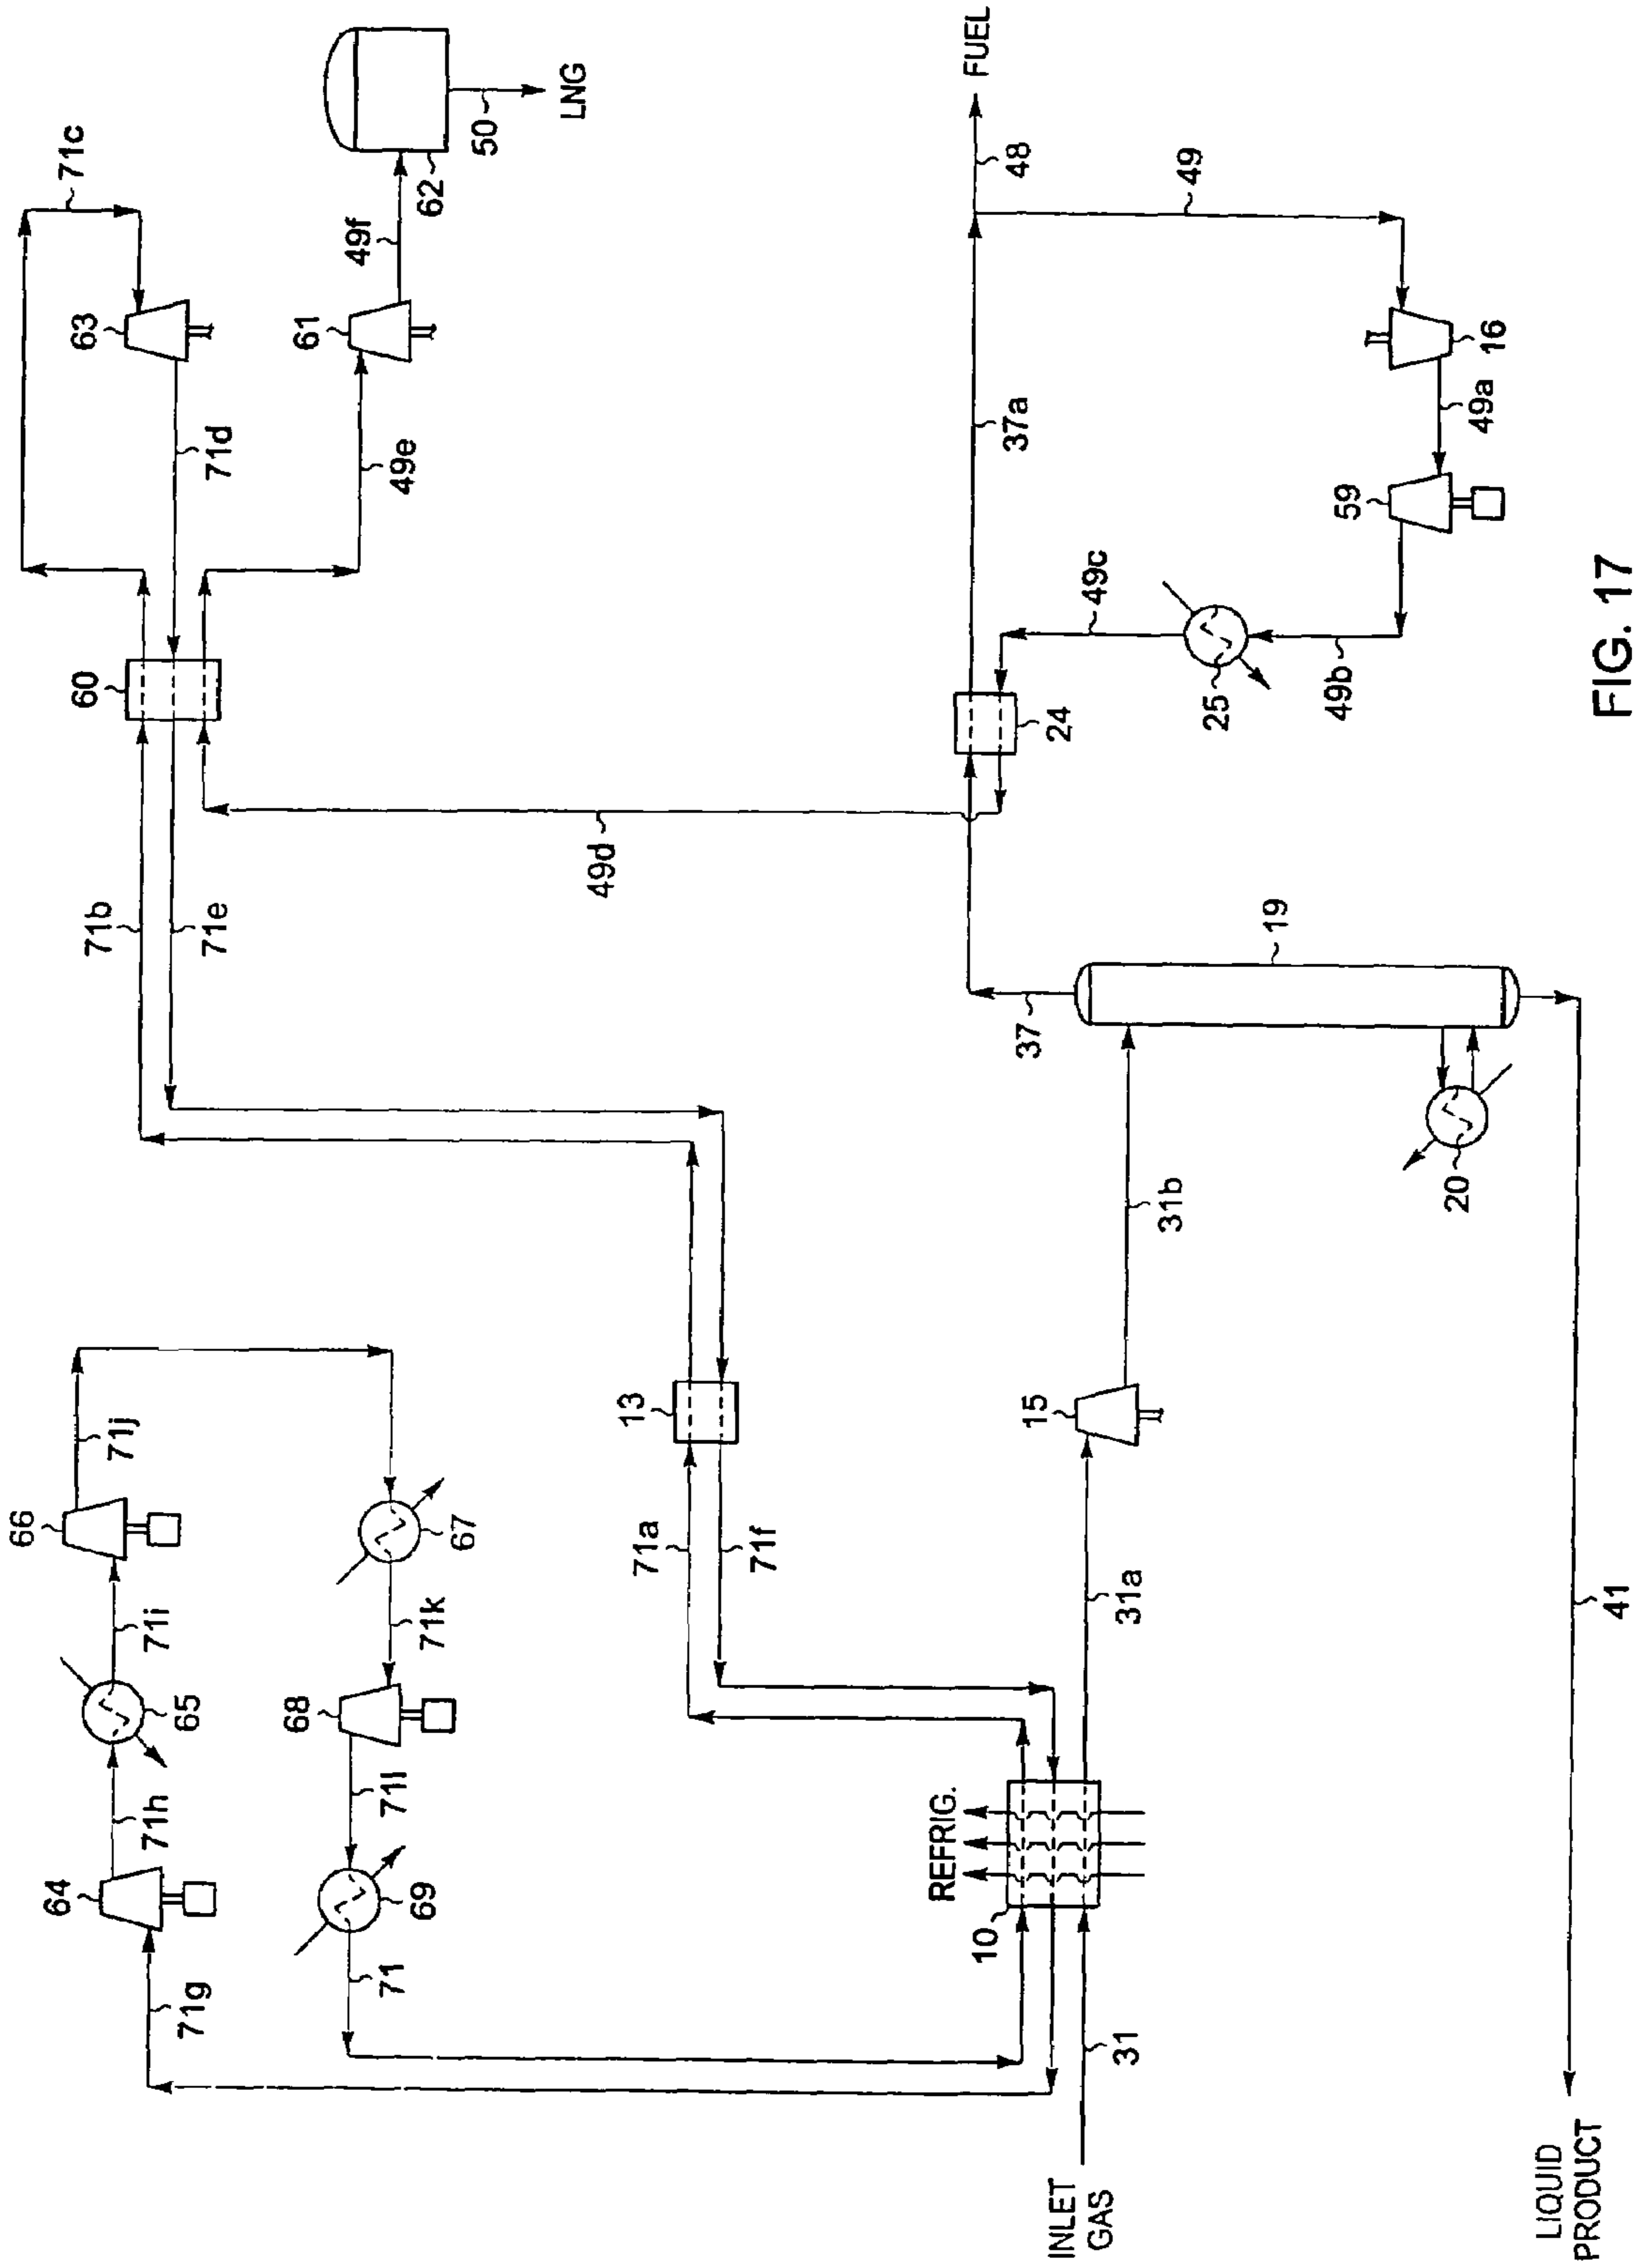 64
71g
71h
65
71i
66
71j
67
71k
68
71l
69
71
REFRIG.
10
INLET
GAS
31
31a
71a
71f
13
15
31b
71b
71e
60
71c
63
71d
61
49e
49f
62
50
LNG
49d
37
19
20
41
LIQUID
PRODUCT
24
37a
48
FUEL
49
16
49a
59
49b
25
49c
FIG. 17